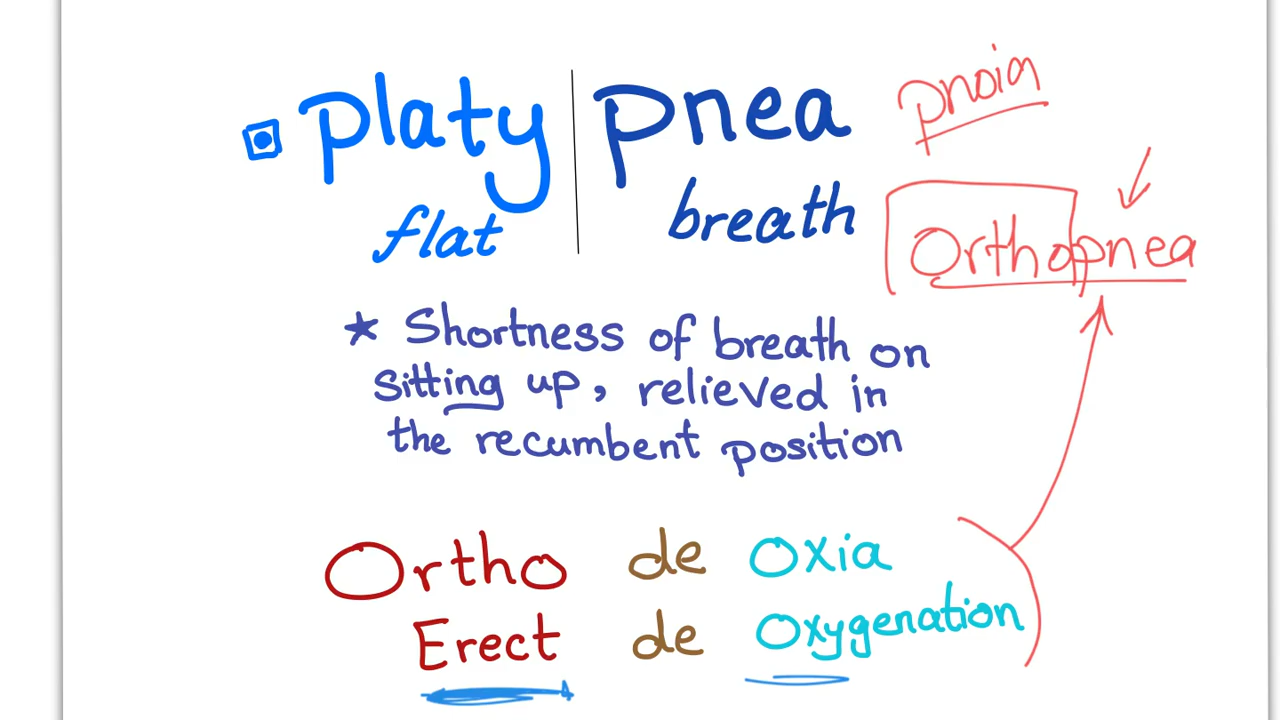 platy pnea
pnoia
flat breath
Orthopnea
★ Shortness of breath on
sitting up, relieved in
the recumbent position
Ortho de Oxia
Erect de Oxygenation